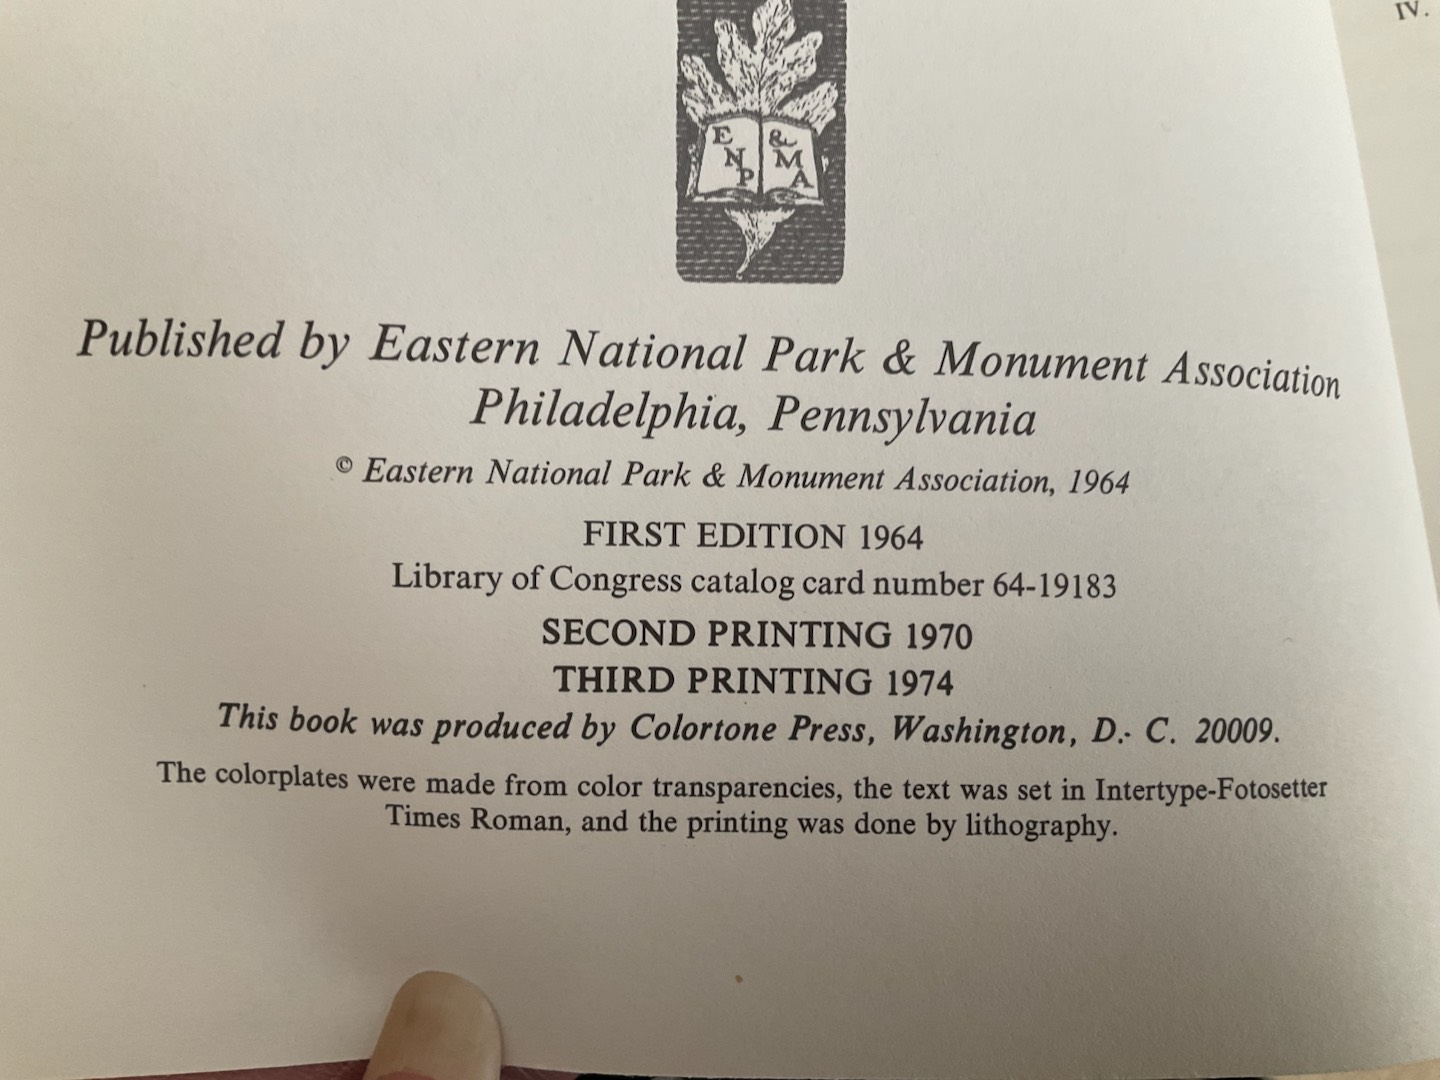 IV.
E &
N M
P A
Published by Eastern National Park & Monument Association
Philadelphia, Pennsylvania
© Eastern National Park & Monument Association, 1964
FIRST EDITION 1964
Library of Congress catalog card number 64-19183
SECOND PRINTING 1970
THIRD PRINTING 1974
This book was produced by Colortone Press, Washington, D. C. 20009.
The colorplates were made from color transparencies, the text was set in Intertype-Fotosetter
Times Roman, and the printing was done by lithography.